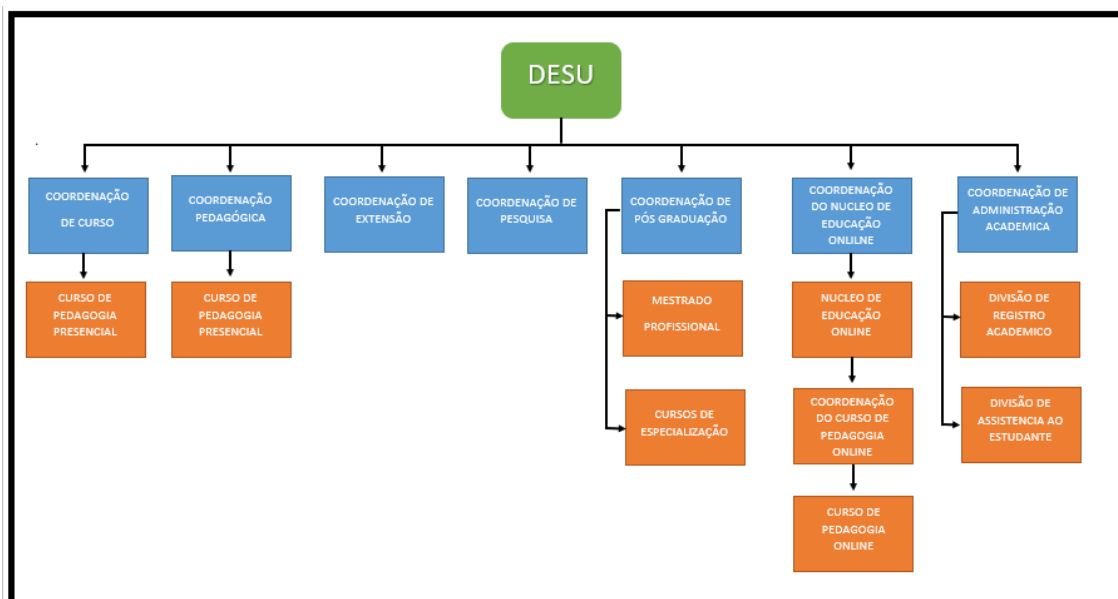 DESU
COORDENAÇÃO
DE CURSO
COORDENAÇÃO
PEDAGÓGICA
COORDENAÇÃO DE
EXTENSÃO
COORDENAÇÃO DE
PESQUISA
COORDENAÇÃO DE
PÓS GRADUAÇÃO
COORDENAÇÃO
DO NUCLEO DE
EDUCAÇÃO
ONLILNE
COORDENAÇÃO DE
ADMINISTRAÇÃO
ACADEMICA
CURSO DE
PEDAGOGIA
PRESENCIAL
CURSO DE
PEDAGOGIA
PRESENCIAL
MESTRADO
PROFISSIONAL
NUCLEO DE
EDUCAÇÃO
ONLINE
DIVISÃO DE
REGISTRO
ACADEMICO
CURSOS DE
ESPECIALIZAÇÃO
COORDENAÇÃO
DO CURSO DE
PEDAGOGIA
ONLINE
DIVISÃO DE
ASSISTENCIA AO
ESTUDANTE
CURSO DE
PEDAGOGIA
ONLINE